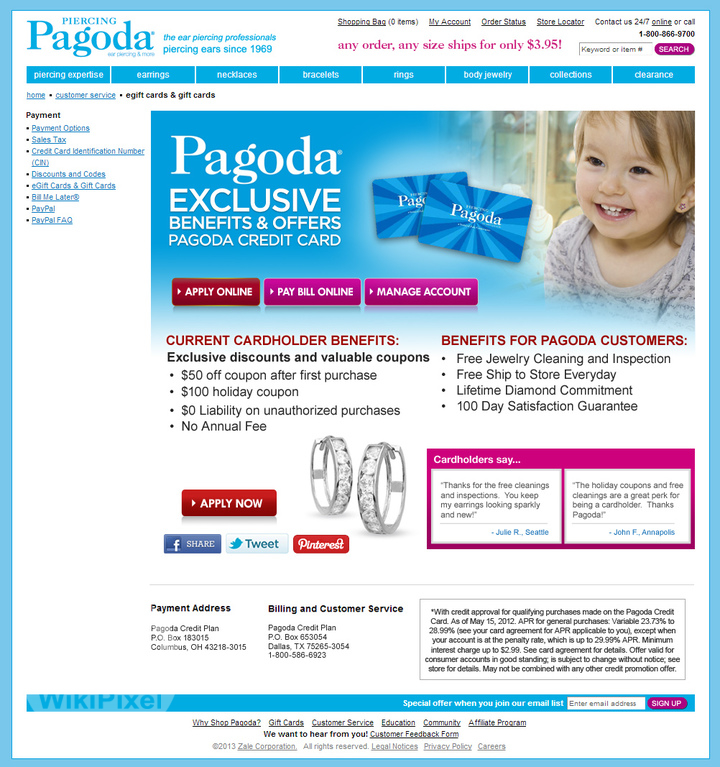 PIERCING
Pagoda®
ear piercing & more
the ear piercing professionals
piercing ears since 1969
Shopping Bag (0 items) My Account Order Status Store Locator Contact us 24/7 online or call
1-800-866-9700
any order, any size ships for only $3.95!
Keyword or item # SEARCH
piercing expertise earrings necklaces bracelets rings body jewelry collections clearance
home • customer service • egift cards & gift cards
Payment
• Payment Options
• Sales Tax
• Credit Card Identification Number
(CIN)
• Discounts and Codes
• eGift Cards & Gift Cards
• Bill Me Later®
• PayPal
• PayPal FAQ
Pagoda®
EXCLUSIVE
BENEFITS & OFFERS
PAGODA CREDIT CARD
PIERCING
Pagoda
APPLY ONLINE PAY BILL ONLINE MANAGE ACCOUNT
CURRENT CARDHOLDER BENEFITS:
Exclusive discounts and valuable coupons
• $50 off coupon after first purchase
• $100 holiday coupon
• $0 Liability on unauthorized purchases
• No Annual Fee
BENEFITS FOR PAGODA CUSTOMERS:
• Free Jewelry Cleaning and Inspection
• Free Ship to Store Everyday
• Lifetime Diamond Commitment
• 100 Day Satisfaction Guarantee
APPLY NOW
f SHARE Tweet Pinterest
Cardholders say...
“Thanks for the free cleanings
and inspections. You keep
my earrings looking sparkly
and new!”
- Julie R., Seattle
“The holiday coupons and free
cleanings are a great perk for
being a cardholder. Thanks
Pagoda!”
- John F., Annapolis
Payment Address
Pagoda Credit Plan
P.O. Box 183015
Columbus, OH 43218-3015
Billing and Customer Service
Pagoda Credit Plan
P.O. Box 653054
Dallas, TX 75265-3054
1-800-586-6923
*With credit approval for qualifying purchases made on the Pagoda Credit
Card. As of May 15, 2012. APR for general purchases: Variable 23.73% to
28.99% (see your card agreement for APR applicable to you), except when
your account is at the penalty rate, which is up to 29.99% APR. Minimum
interest charge up to $2.99. See card agreement for details. Offer valid for
consumer accounts in good standing; is subject to change without notice; see
store for details. May not be combined with any other credit promotion offer.
WikiPixel
Special offer when you join our email list Enter email address SIGN UP
Why Shop Pagoda? Gift Cards Customer Service Education Community Affiliate Program
We want to hear from you! Customer Feedback Form
©2013 Zale Corporation. All rights reserved. Legal Notices Privacy Policy Careers